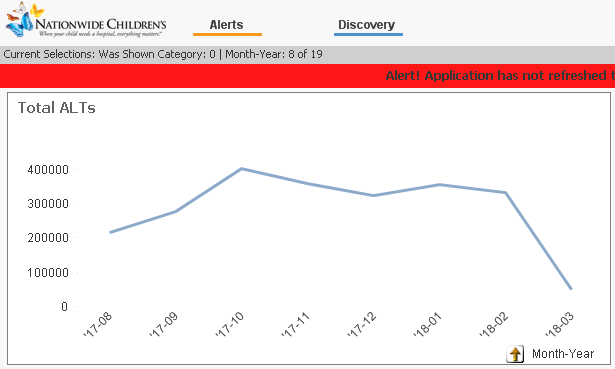 NATIONWIDE CHILDREN'S
When your child needs a hospital, everything matters.
Alerts
Discovery
Current Selections: Was Shown Category: 0 | Month-Year: 8 of 19
Alert! Application has not refreshed t
Total ALTs
400000
300000
200000
100000
0
'17-08
'17-09
'17-10
'17-11
'17-12
'18-01
'18-02
'18-03
Month-Year